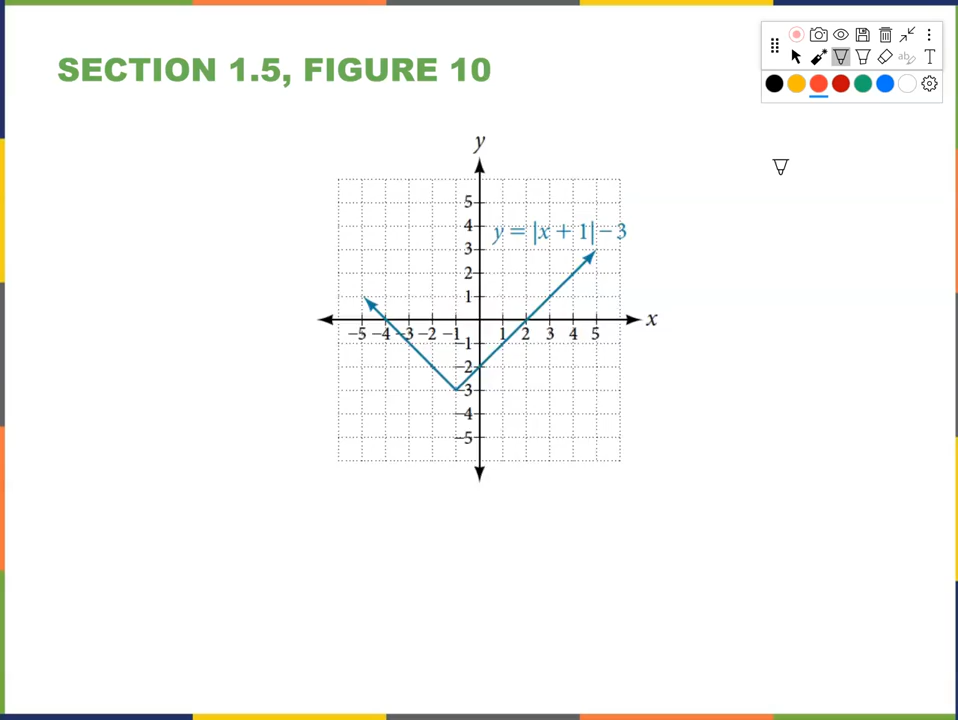 SECTION 1.5, FIGURE 10
ab
T
y
5
4
y = |x + 1| − 3
3
2
1
x
−5 −4 −3 −2 −1 1 2 3 4 5
−1
−2
−3
−4
−5